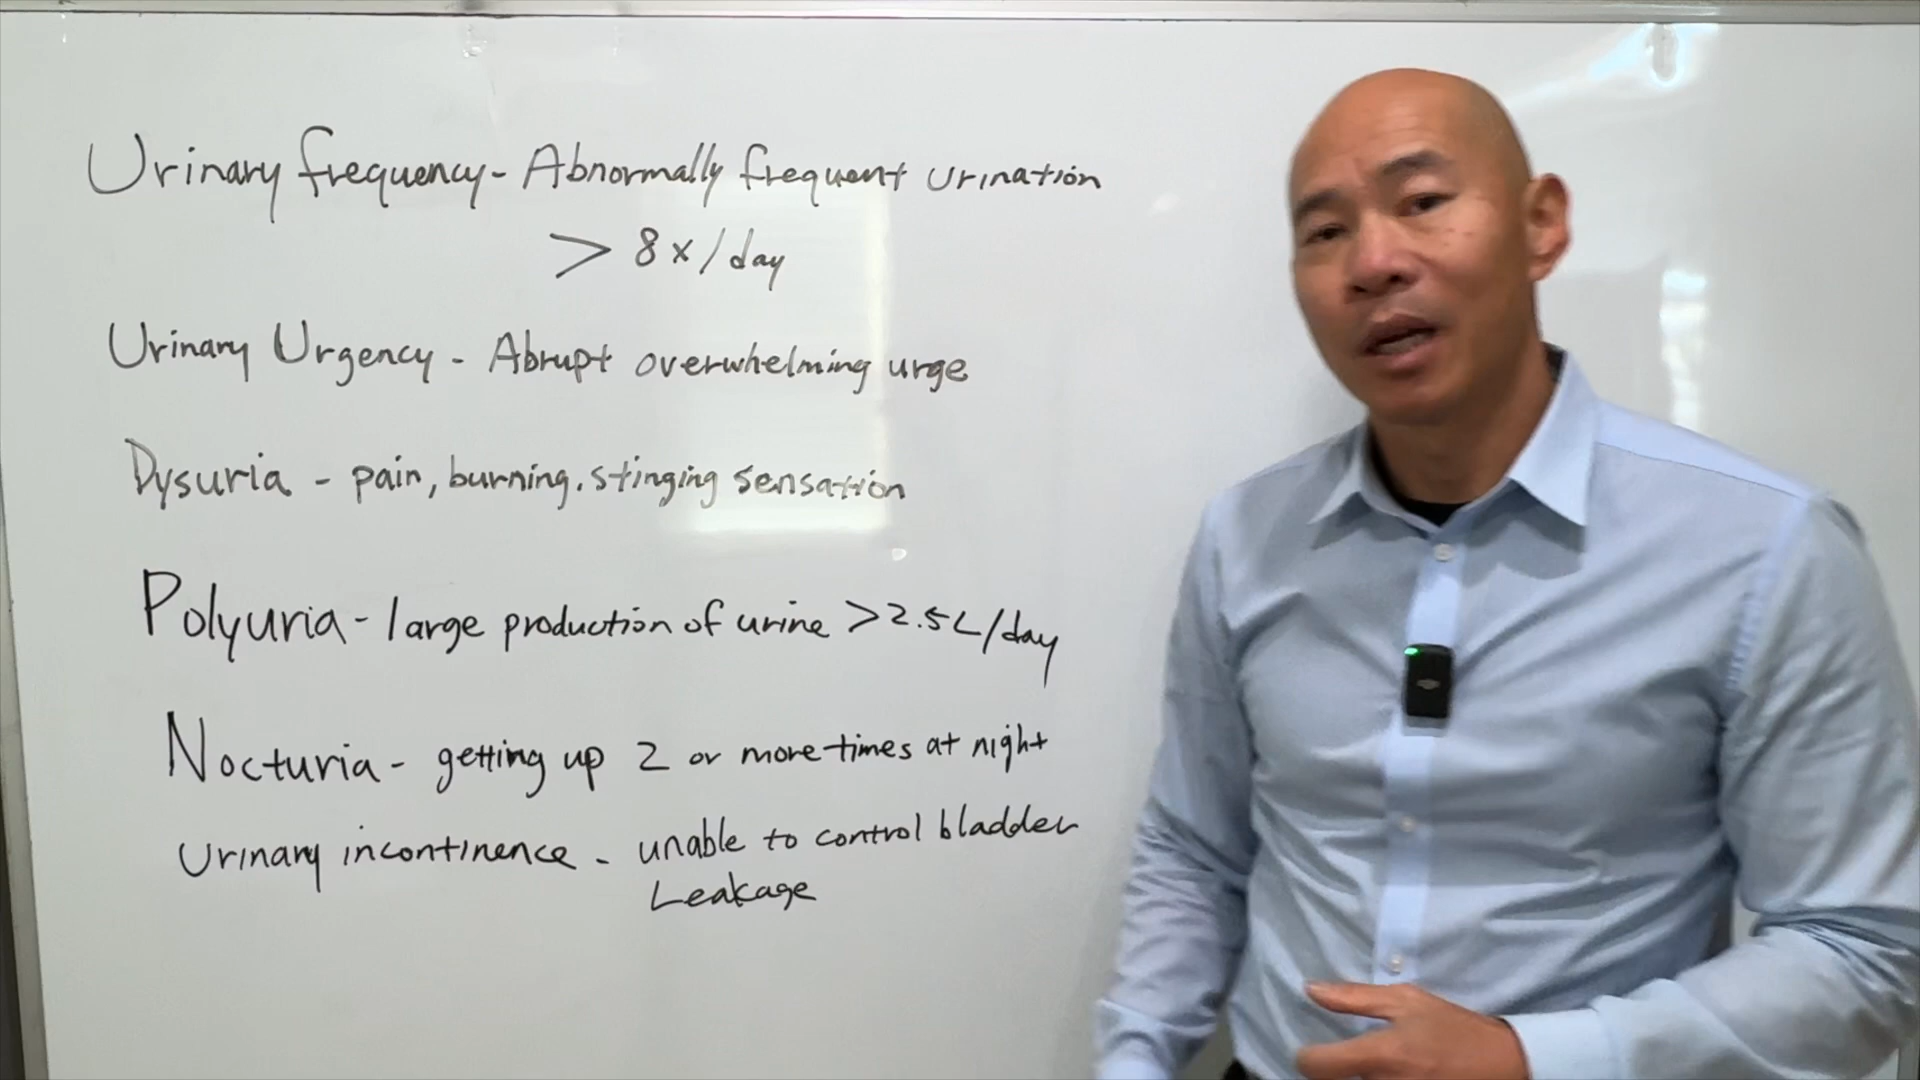 Urinary frequency - Abnormally frequent urination
> 8x/day
Urinary Urgency - Abrupt overwhelming urge
Dysuria - pain, burning, stinging sensation
Polyuria - large production of urine >2.5L/day
Nocturia - getting up 2 or more times at night
Urinary incontinence - unable to control bladder
Leakage